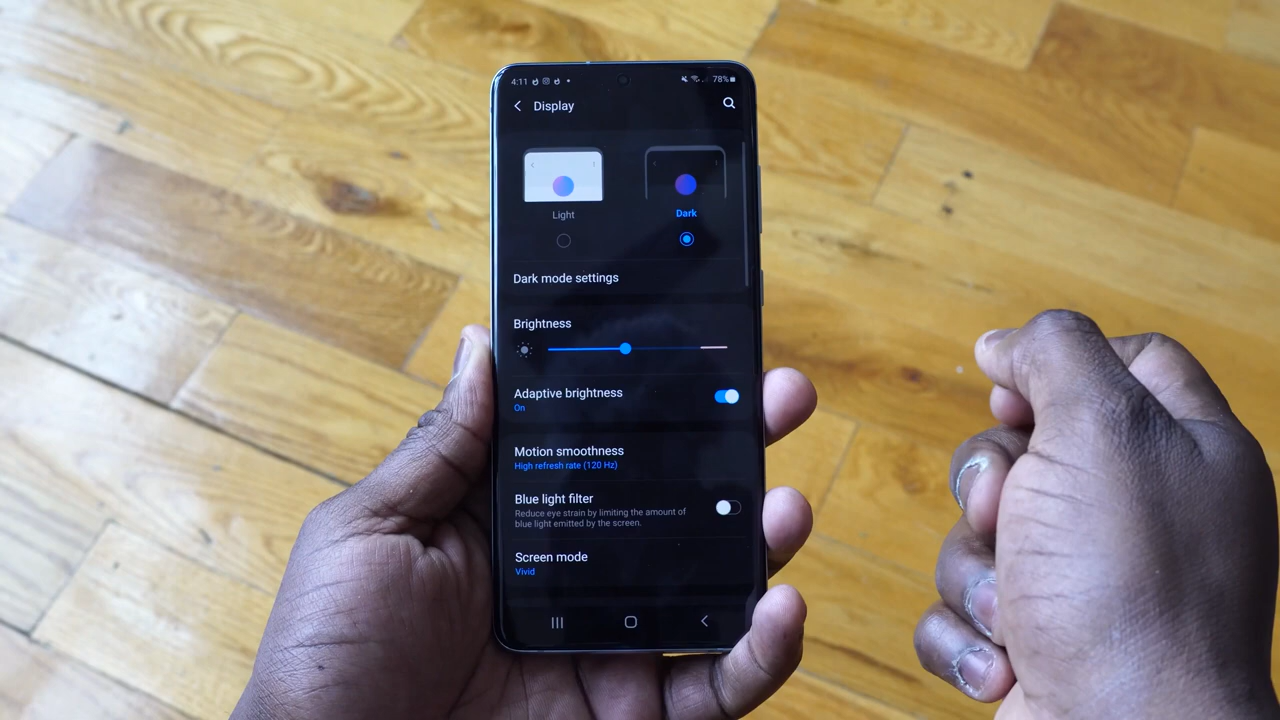 4:11 78%
Display
Light Dark
Dark mode settings
Brightness
Adaptive brightness
On
Motion smoothness
High refresh rate (120 Hz)
Blue light filter
Reduce eye strain by limiting the amount of
blue light emitted by the screen.
Screen mode
Vivid